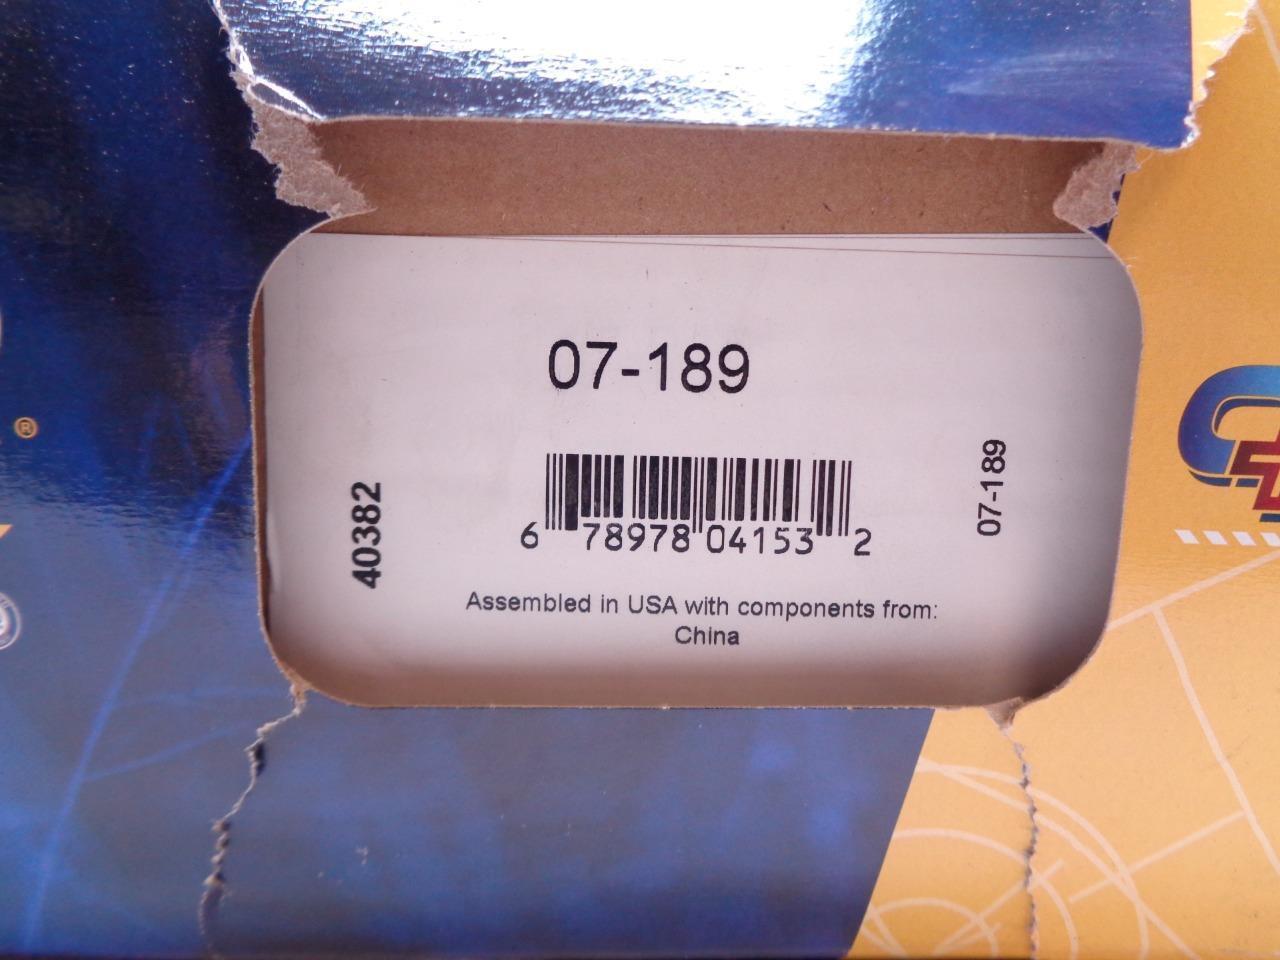 07-189
40382
07-189
6 78978 04153 2
Assembled in USA with components from:
China
®